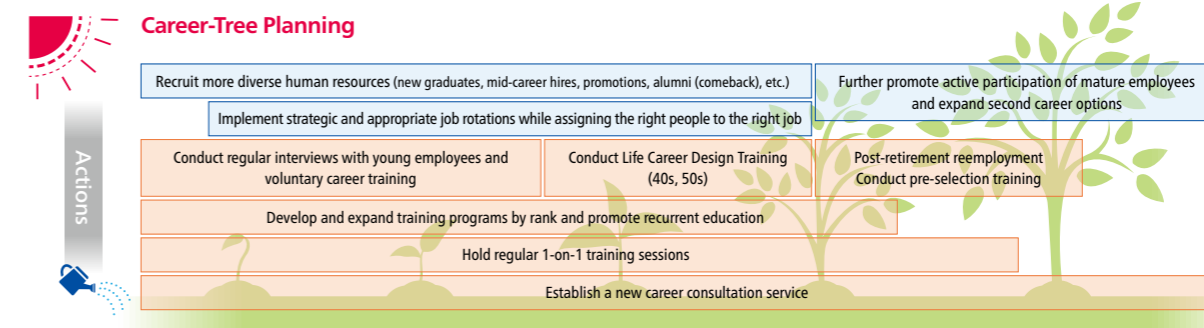 Career-Tree Planning
Recruit more diverse human resources (new graduates, mid-career hires, promotions, alumni (comeback), etc.)
Further promote active participation of mature employees
and expand second career options
Implement strategic and appropriate job rotations while assigning the right people to the right job
Actions
Conduct regular interviews with young employees and
voluntary career training
Conduct Life Career Design Training
(40s, 50s)
Post-retirement reemployment
Conduct pre-selection training
Develop and expand training programs by rank and promote recurrent education
Hold regular 1-on-1 training sessions
Establish a new career consultation service